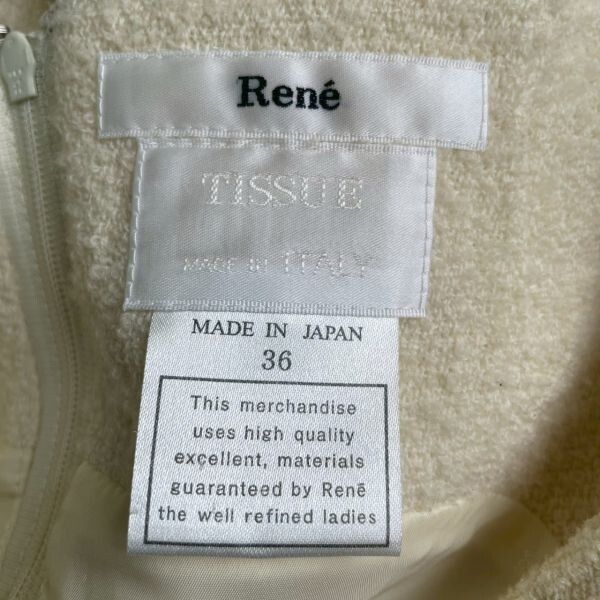 René
TISSUE
MADE IN ITALY
MADE IN JAPAN
36
This merchandise
uses high quality
excellent, materials
guaranteed by Renē
the well refined ladies